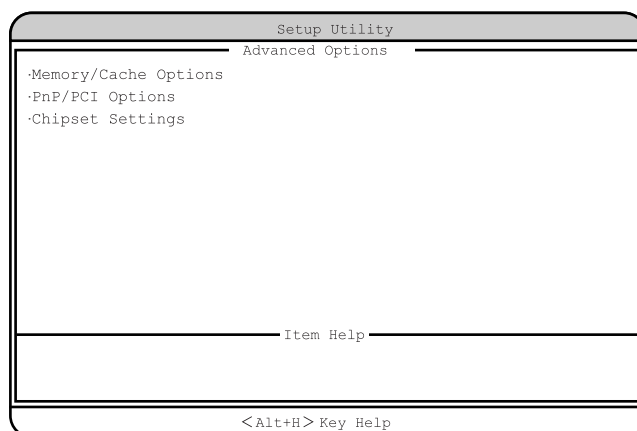 Setup Utility
Advanced Options
·Memory/Cache Options
·PnP/PCI Options
·Chipset Settings
Item Help
<Alt+H> Key Help